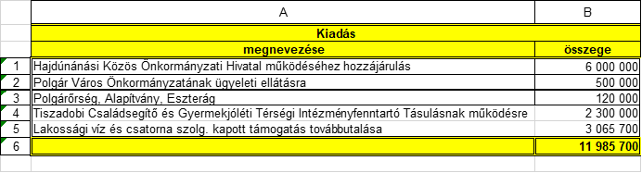 A B
Kiadás
megnevezése összege
1 Hajdúnánási Közös Önkormányzati Hivatal működéséhez hozzájárulás 6 000 000
2 Polgár Város Önkormányzatának ügyeleti ellátásra 500 000
3 Polgárőrség, Alapítvány, Eszterág 120 000
4 Tiszadobi Családsegítő és Gyermekjóléti Térségi Intézményfenntartó Tásulásnak működésre 2 300 000
5 Lakossági víz és csatorna szolg. kapott támogatás továbbutalása 3 065 700
6 11 985 700